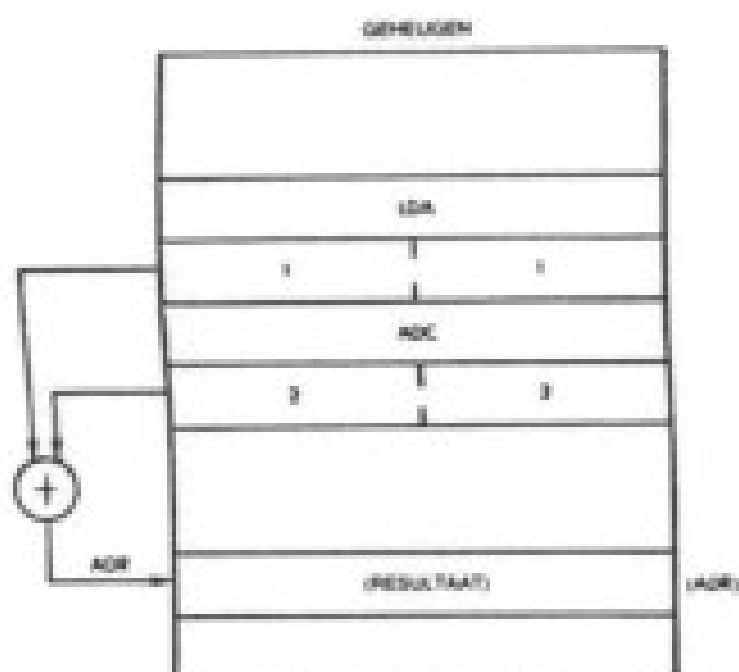 GEHEUGEN
LDA
1 1
ADC
2 2
+
ADR
(RESULTAAT) (ADR)